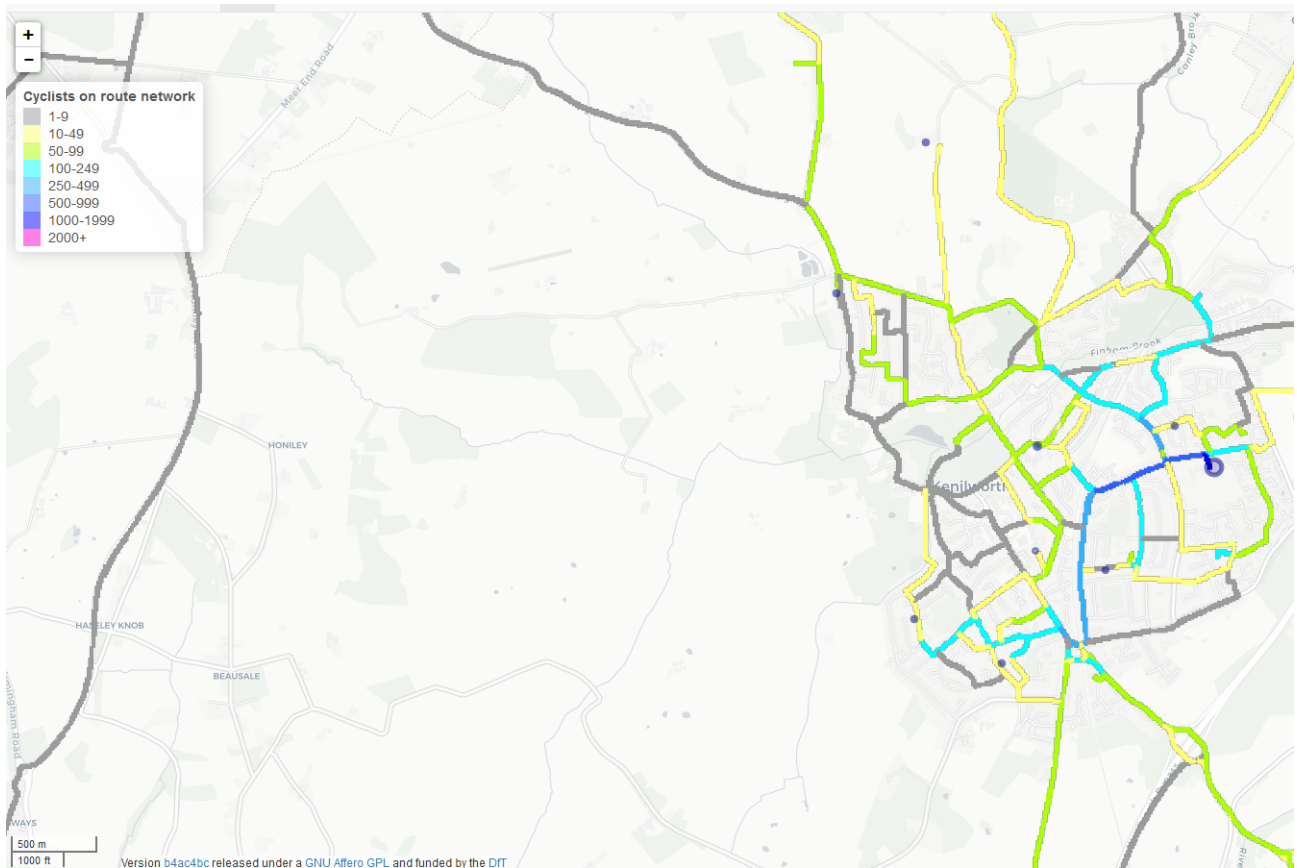 +
−
Cyclists on route network
1-9
10-49
50-99
100-249
250-499
500-999
1000-1999
2000+
Meer End Road
Canley Brook
Finham Brook
HONILEY
Kenilworth
HASELEY KNOB
BEAUSALE
500 m
1000 ft
Version b4ac4bc released under a GNU Affero GPL and funded by the DfT